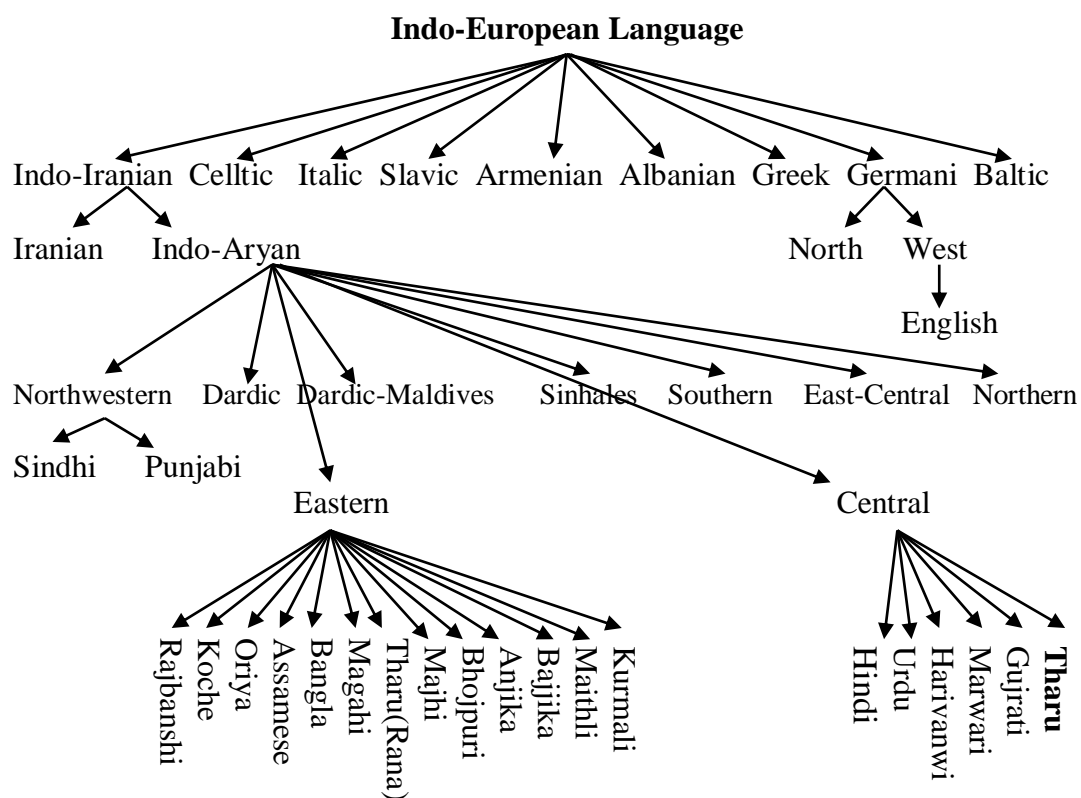 Indo-European Language
Indo-Iranian Celltic Italic Slavic Armenian Albanian Greek Germani Baltic
Iranian Indo-Aryan North West
English
Northwestern Dardic Dardic-Maldives Sinhales Southern East-Central Northern
Sindhi Punjabi
Eastern Central
Rajbanshi
Koche
Oriya
Assamese
Bangla
Magahi
Tharu(Rana)
Majhi
Bhojpuri
Anjika
Bajjika
Maithli
Kurmali
Hindi
Urdu
Harivanwi
Marwari
Gujrati
Tharu